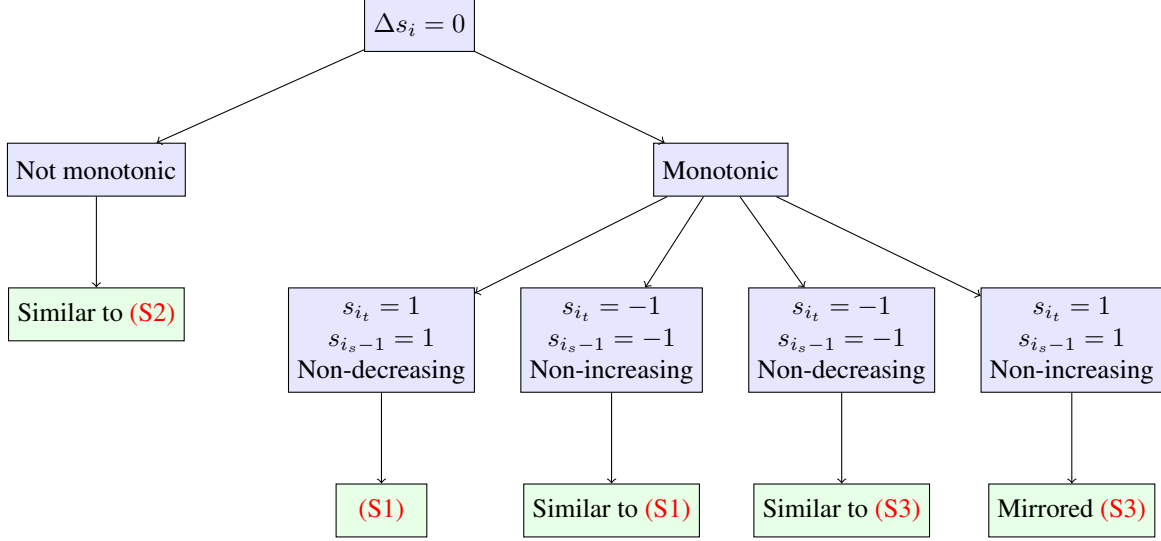 Δs_i = 0
Not monotonic
Monotonic
Similar to (S2)
s_{i_t} = 1
s_{i_s−1} = 1
Non-decreasing
s_{i_t} = −1
s_{i_s−1} = −1
Non-increasing
s_{i_t} = −1
s_{i_s−1} = −1
Non-decreasing
s_{i_t} = 1
s_{i_s−1} = 1
Non-increasing
(S1)
Similar to (S1)
Similar to (S3)
Mirrored (S3)